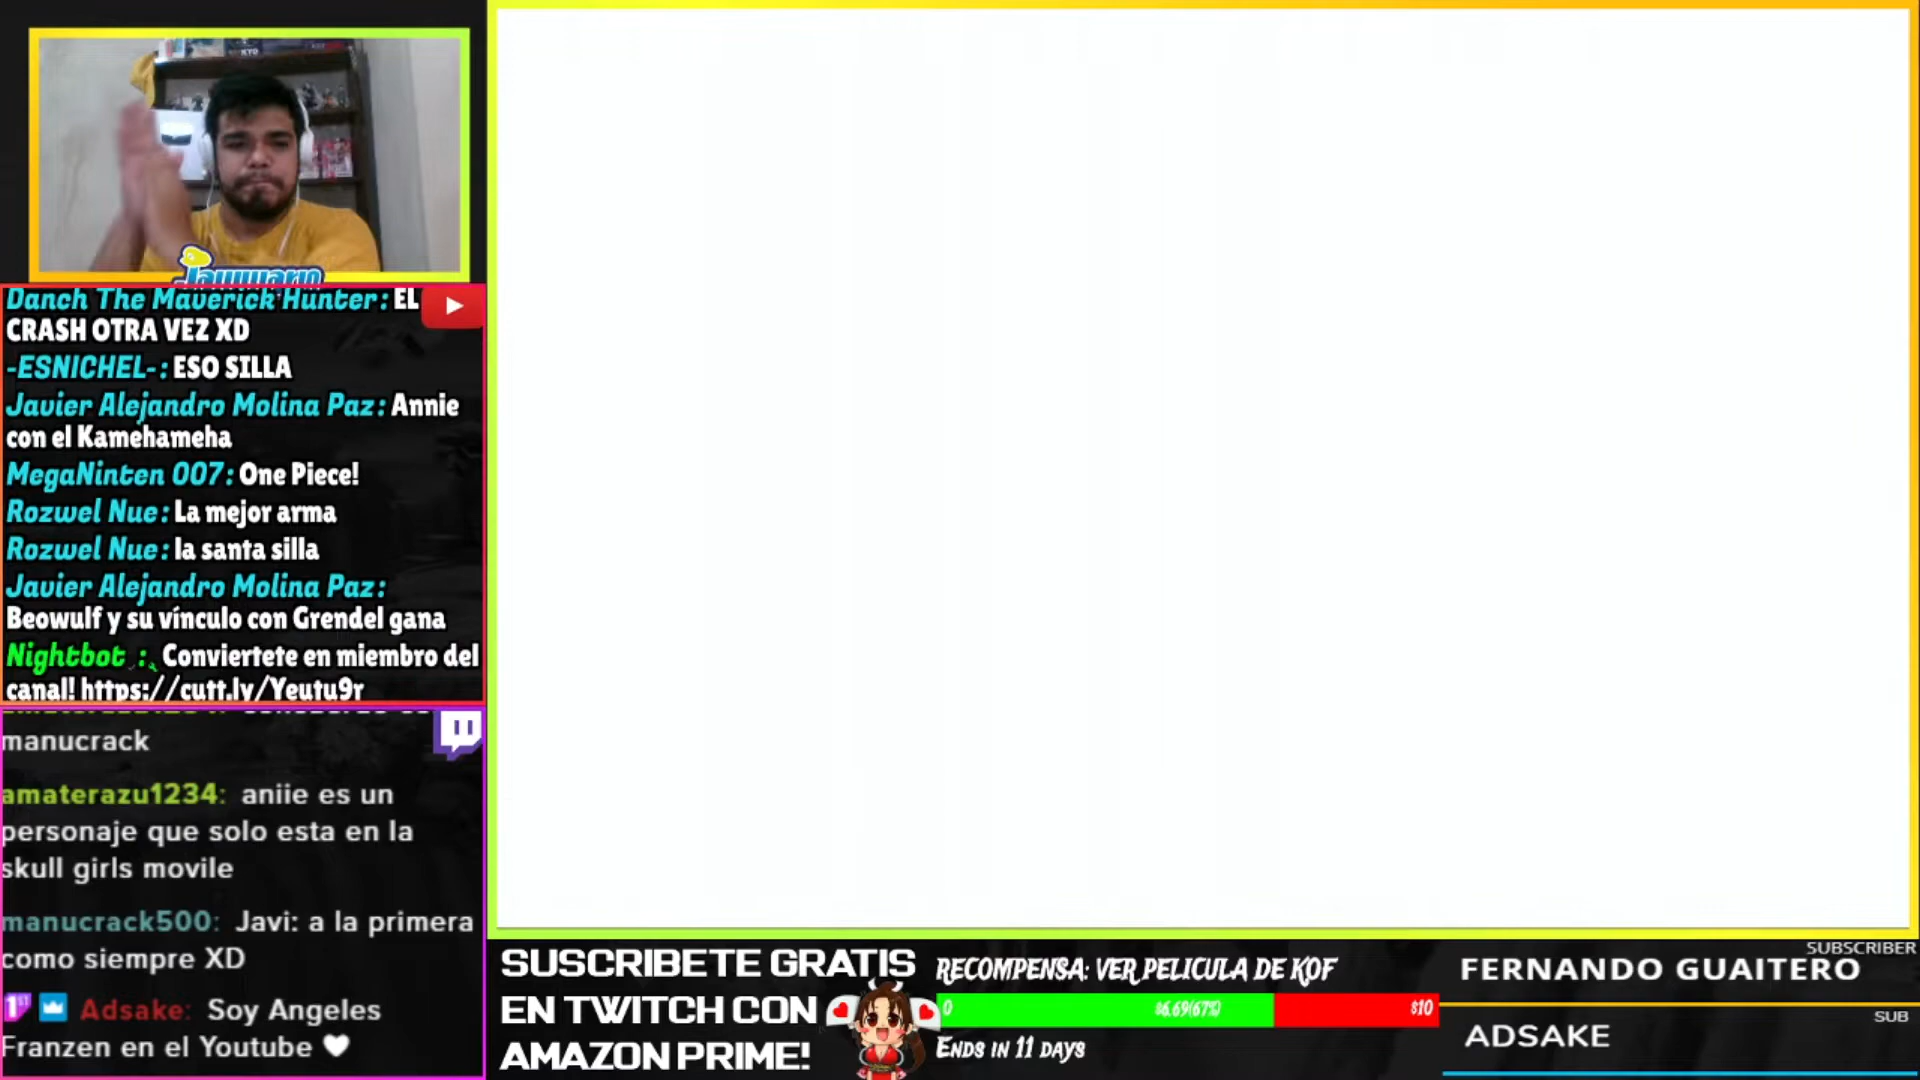 Jawwario
Danch The Maverick Hunter: EL
CRASH OTRA VEZ XD
-ESNICHEL-: ESO SILLA
Javier Alejandro Molina Paz: Annie
con el Kamehameha
MegaNinten 007: One Piece!
Rozwel Nue: La mejor arma
Rozwel Nue: la santa silla
Javier Alejandro Molina Paz:
Beowulf y su vínculo con Grendel gana
Nightbot : Conviertete en miembro del
canal! https://cutt.ly/Yeutu9r
manucrack
amaterazu1234: aniie es un
personaje que solo esta en la
skull girls movile
manucrack500: Javi: a la primera
como siempre XD
1ST Adsake: Soy Angeles
Franzen en el Youtube
SUSCRIBETE GRATIS
EN TWITCH CON
AMAZON PRIME!
RECOMPENSA: VER PELICULA DE KOF
0 $6.69(67%) $10
ENDS IN 11 DAYS
SUBSCRIBER
FERNANDO GUAITERO
SUB
ADSAKE